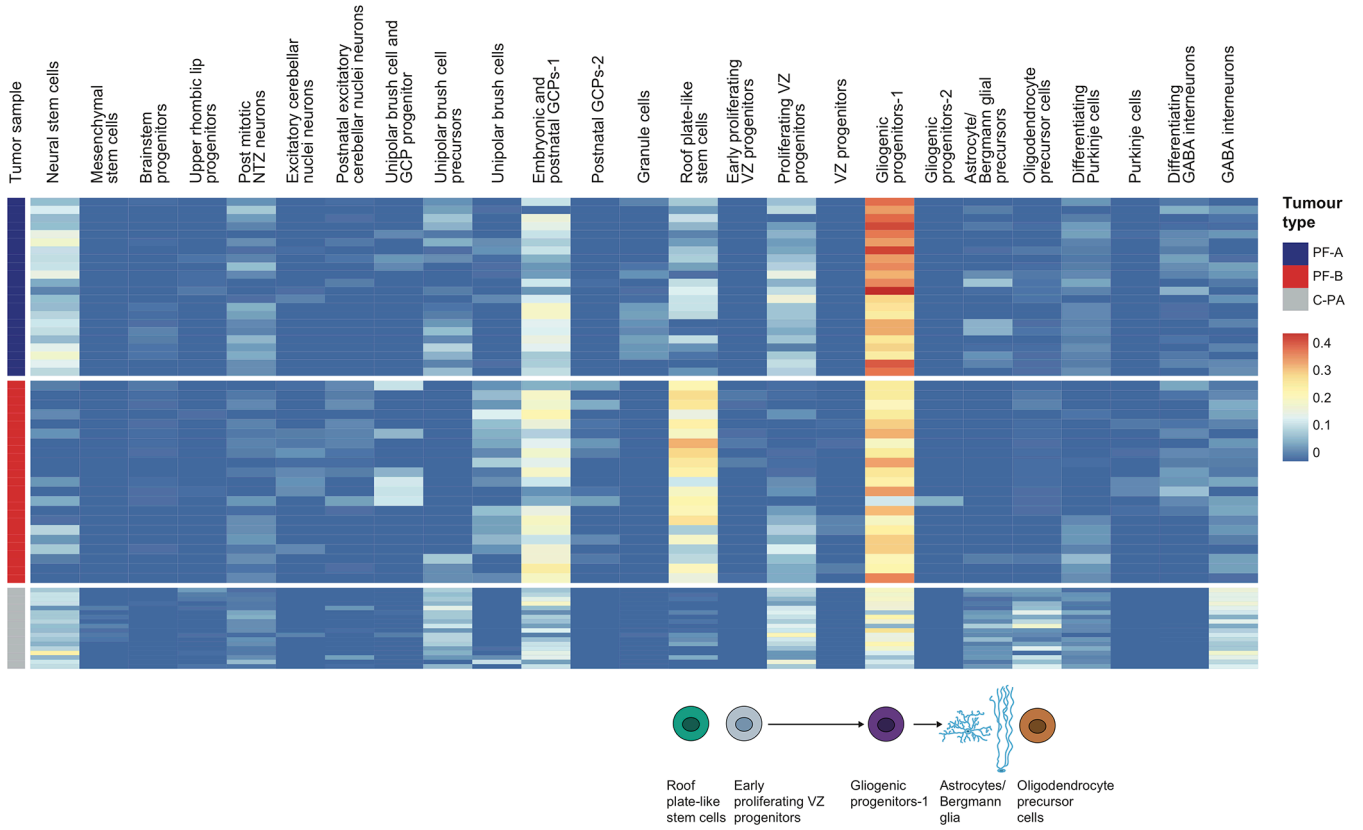 Tumor sample
Neural stem cells
Mesenchymal
stem cells
Brainstem
progenitors
Upper rhombic lip
progenitors
Post mitotic
NTZ neurons
Excitatory cerebellar
nuclei neurons
Postnatal excitatory
cerebellar nuclei neurons
Unipolar brush cell and
GCP progenitor
Unipolar brush cell
precursors
Unipolar brush cells
Embryonic and
postnatal GCPs-1
Postnatal GCPs-2
Granule cells
Roof plate-like
stem cells
Early proliferating
VZ progenitors
Proliferating VZ
progenitors
VZ progenitors
Gliogenic
progenitors-1
Gliogenic
progenitors-2
Astrocyte/
Bergmann glial
precursors
Oligodendrocyte
precursor cells
Differentiating
Purkinje cells
Purkinje cells
Differentiating
GABA interneurons
GABA interneurons
Tumour
type
PF-A
PF-B
C-PA
0.4
0.3
0.2
0.1
0
Roof
plate-like
stem cells
Early
proliferating VZ
progenitors
Gliogenic
progenitors-1
Astrocytes/
Bergmann
glia
Oligodendrocyte
precursor
cells